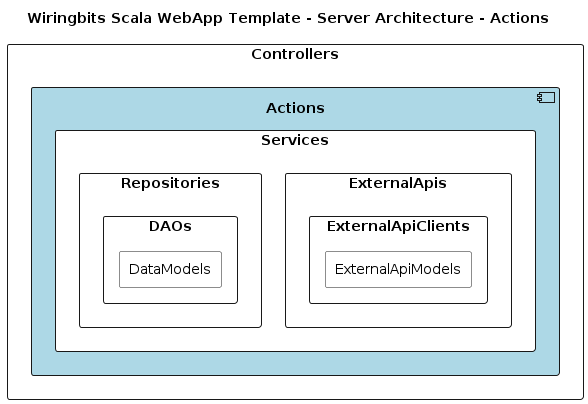 Wiringbits Scala WebApp Template - Server Architecture - Actions
Controllers
Actions
Services
Repositories
ExternalApis
DAOs
ExternalApiClients
DataModels
ExternalApiModels